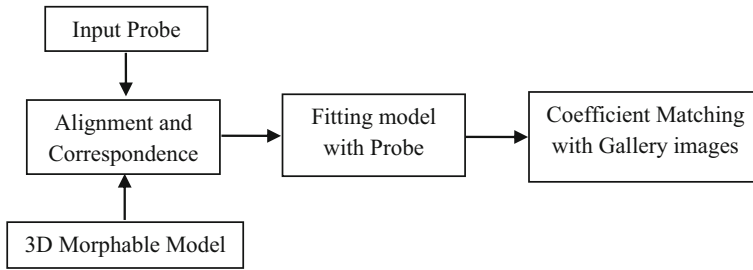 Input Probe
Alignment and
Correspondence
3D Morphable Model
Fitting model
with Probe
Coefficient Matching
with Gallery images